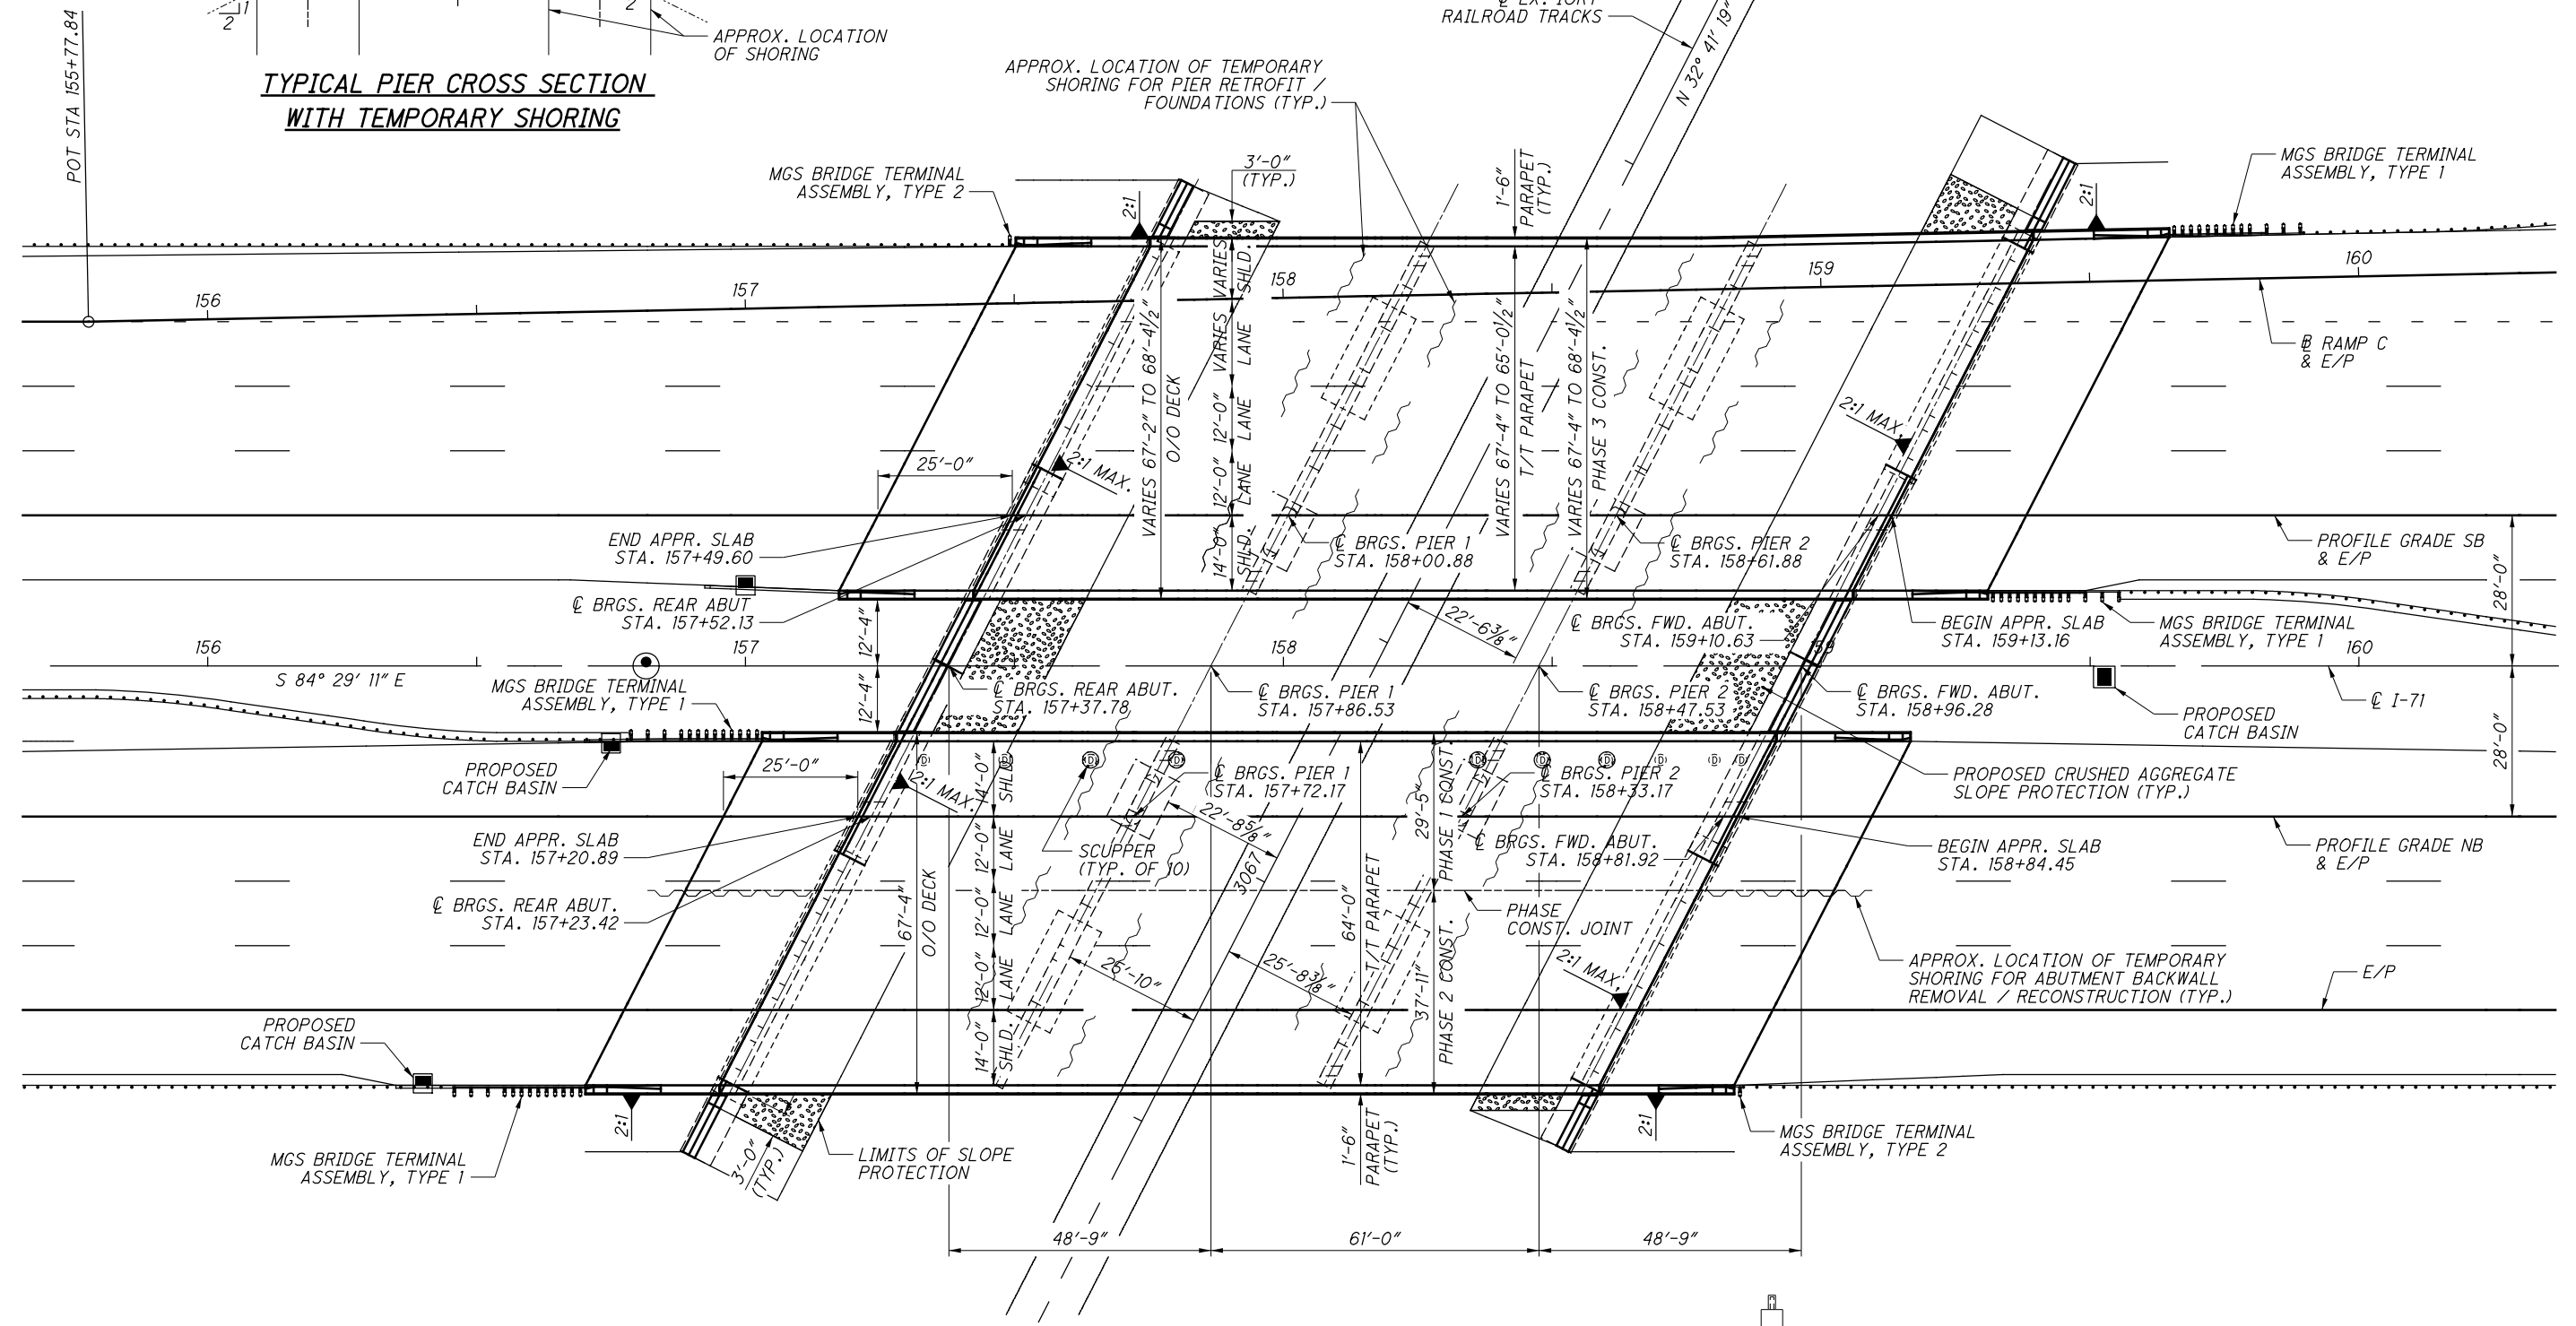 POT STA 155+77.84
2
1
2
APPROX. LOCATION
OF SHORING
TYPICAL PIER CROSS SECTION
WITH TEMPORARY SHORING
RAILROAD TRACKS
N 32° 41' 19"
APPROX. LOCATION OF TEMPORARY
SHORING FOR PIER RETROFIT /
FOUNDATIONS (TYP.)
MGS BRIDGE TERMINAL
ASSEMBLY, TYPE 2
2:1
3'-0"
(TYP.)
1'-6"
PARAPET
(TYP.)
2:1
MGS BRIDGE TERMINAL
ASSEMBLY, TYPE 1
156
157
158
159
160
℄ RAMP C
& E/P
VARIES 67'-2" TO 68'-4½"
O/O DECK
VARIES
SHLD.
VARIES
VARIES
LANE
12'-0"
LANE
12'-0"
LANE
14'-0"
SHLD.
VARIES 67'-4" TO 65'-0½"
T/T PARAPET
VARIES 67'-4" TO 68'-4½"
PHASE 3 CONST.
2:1 MAX.
2:1 MAX.
25'-0"
END APPR. SLAB
STA. 157+49.60
℄ BRGS. REAR ABUT
STA. 157+52.13
℄ BRGS. PIER 1
STA. 158+00.88
℄ BRGS. PIER 2
STA. 158+61.88
PROFILE GRADE SB
& E/P
28'-0"
12'-4"
12'-4"
22'-6⅜"
℄ BRGS. FWD. ABUT.
STA. 159+10.63
BEGIN APPR. SLAB
STA. 159+13.16
MGS BRIDGE TERMINAL
ASSEMBLY, TYPE 1
156
157
158
159
160
S 84° 29' 11" E
MGS BRIDGE TERMINAL
ASSEMBLY, TYPE 1
℄ BRGS. REAR ABUT.
STA. 157+37.78
℄ BRGS. PIER 1
STA. 157+86.53
℄ BRGS. PIER 2
STA. 158+47.53
℄ BRGS. FWD. ABUT.
STA. 158+96.28
℄ I-71
PROPOSED
CATCH BASIN
28'-0"
PROPOSED
CATCH BASIN
25'-0"
2:1 MAX.
14'-0"
SHLD.
℄ BRGS. PIER 1
STA. 157+72.17
℄ BRGS. PIER 2
STA. 158+33.17
PROPOSED CRUSHED AGGREGATE
SLOPE PROTECTION (TYP.)
22'-8⅝"
29'-5"
PHASE 1 CONST.
END APPR. SLAB
STA. 157+20.89
SCUPPER
(TYP. OF 10)
℄ BRGS. FWD. ABUT.
STA. 158+81.92
BEGIN APPR. SLAB
STA. 158+84.45
PROFILE GRADE NB
& E/P
12'-0"
LANE
3067
℄ BRGS. REAR ABUT.
STA. 157+23.42
67'-4"
O/O DECK
12'-0"
LANE
64'-0"
T/T PARAPET
PHASE
CONST. JOINT
12'-0"
LANE
25'-10"
25'-8⅜"
37'-11"
PHASE 2 CONST.
2:1 MAX.
APPROX. LOCATION OF TEMPORARY
SHORING FOR ABUTMENT BACKWALL
REMOVAL / RECONSTRUCTION (TYP.)
E/P
PROPOSED
CATCH BASIN
14'-0"
SHLD.
2:1
2:1
MGS BRIDGE TERMINAL
ASSEMBLY, TYPE 1
3'-0"
(TYP.)
LIMITS OF SLOPE
PROTECTION
1'-6"
PARAPET
(TYP.)
MGS BRIDGE TERMINAL
ASSEMBLY, TYPE 2
48'-9"
61'-0"
48'-9"